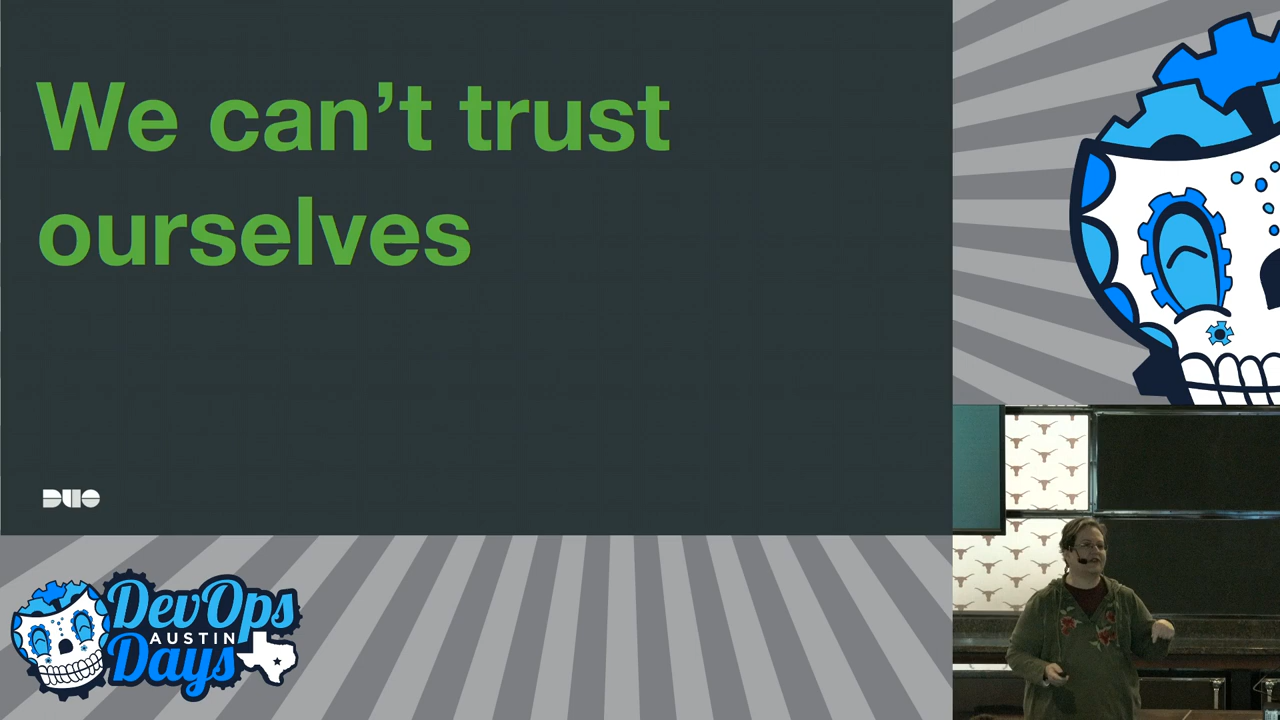 We can’t trust
ourselves
DUO
DevOps
AUSTIN
Days